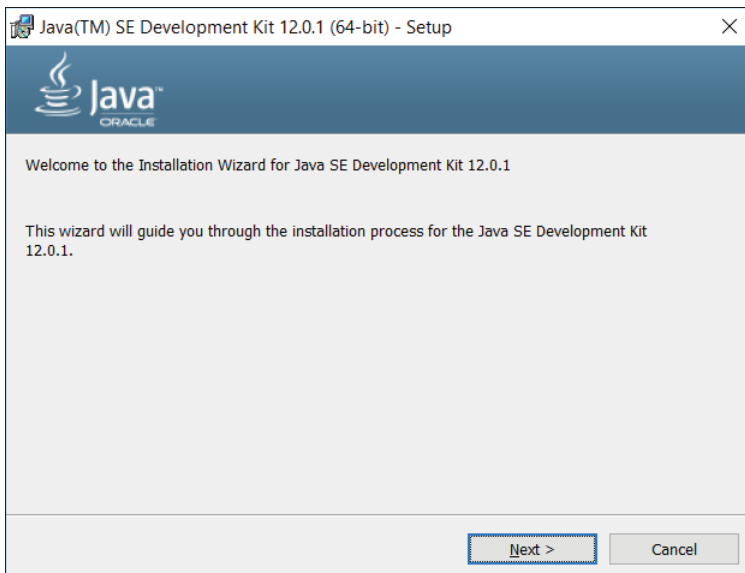 Java(TM) SE Development Kit 12.0.1 (64-bit) - Setup
Java™
ORACLE
Welcome to the Installation Wizard for Java SE Development Kit 12.0.1
This wizard will guide you through the installation process for the Java SE Development Kit
12.0.1.
Next >
Cancel